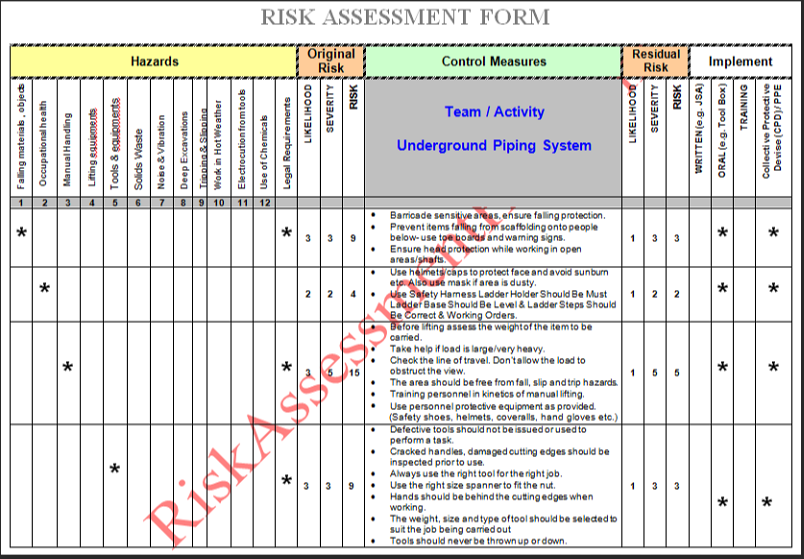 RISK ASSESSMENT FORM
Hazards
Original
Risk
Control Measures
Residual
Risk
Implement
Falling materials , objects
Occupational health
Manual Handling
Lifting equipments
Tools & equipments
Solids Waste
Noise & Vibration
Deep Excavations
Tripping & Slipping
Work in Hot Weather
Electrocution from tools
Use of Chemicals
Legal Requirements
LIKELIHOOD
SEVERITY
RISK
Team / Activity
Underground Piping System
LIKELIHOOD
SEVERITY
RISK
WRITTEN (e.g. JSA)
ORAL (e.g. Tool Box)
TRAINING
Collective Protective
Devise (CPD)/ PPE
1 2 3 4 5 6 7 8 9 10 11 12
* * 3 3 9
• Barricade sensitive areas, ensure falling protection.
• Prevent items falling from scaffolding onto people
below- use toe boards and warning signs.
• Ensure head protection while working in open
areas/shafts.
1 3 3 * *
* 2 2 4
• Use helmets/caps to protect face and avoid sunburn
etc. Also use mask if area is dusty.
• Use Safety Harness Ladder Holder Should Be Must
Ladder Base Should Be Level & Ladder Steps Should
Be Correct & Working Orders.
1 2 2 * *
* * 3 5 15
• Before lifting assess the weight of the item to be
carried.
• Take help if load is large/very heavy.
• Check the line of travel. Don't allow the load to
obstruct the view.
• The area should be free from fall, slip and trip hazards.
• Training personnel in kinetics of manual lifting.
• Use personnel protective equipment as provided.
(Safety shoes, helmets, coveralls, hand gloves etc.)
1 5 5 * *
* * 3 3 9
• Defective tools should not be issued or used to
perform a task.
• Cracked handles, damaged cutting edges should be
inspected prior to use.
• Always use the right tool for the right job.
• Use the right size spanner to fit the nut.
• Hands should be behind the cutting edges when
working.
• The weight, size and type of tool should be selected to
suit the job being carried out
• Tools should never be thrown up or down.
1 3 3 * *
RiskAssessment